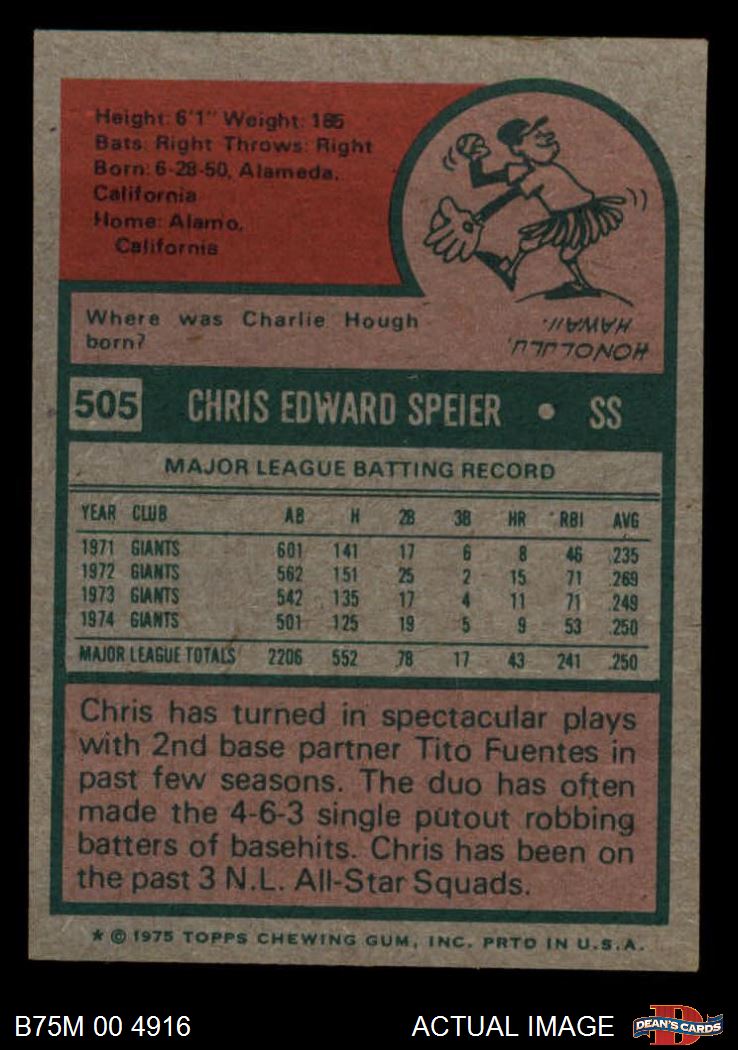 Height: 6'1" Weight: 185
Bats: Right Throws: Right
Born: 6-28-50, Alameda,
California
Home: Alamo,
California
Where was Charlie Hough
born?
HONOLULU,
HAWAII.
505 CHRIS EDWARD SPEIER • SS
MAJOR LEAGUE BATTING RECORD
YEAR CLUB AB H 2B 3B HR RBI AVG
1971 GIANTS 601 141 17 6 8 46 .235
1972 GIANTS 562 151 25 2 15 71 .269
1973 GIANTS 542 135 17 4 11 71 .249
1974 GIANTS 501 125 19 5 9 53 .250
MAJOR LEAGUE TOTALS 2206 552 78 17 43 241 .250
Chris has turned in spectacular plays
with 2nd base partner Tito Fuentes in
past few seasons. The duo has often
made the 4-6-3 single putout robbing
batters of basehits. Chris has been on
the past 3 N.L. All-Star Squads.
* © 1975 TOPPS CHEWING GUM, INC. PRTD IN U.S.A.
B75M 00 4916 ACTUAL IMAGE D DEAN'S CARDS